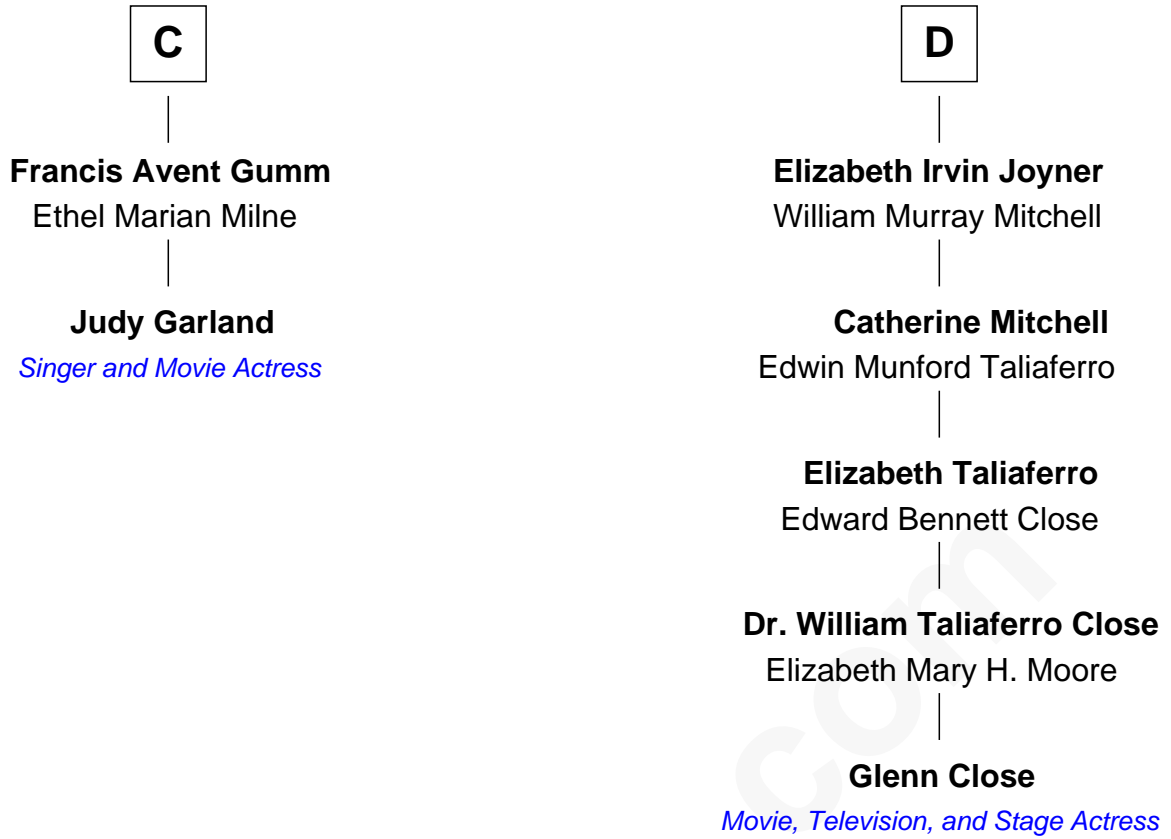 C
Francis Avent Gumm
Ethel Marian Milne
Judy Garland
Singer and Movie Actress
D
Elizabeth Irvin Joyner
William Murray Mitchell
Catherine Mitchell
Edwin Munford Taliaferro
Elizabeth Taliaferro
Edward Bennett Close
Dr. William Taliaferro Close
Elizabeth Mary H. Moore
Glenn Close
Movie, Television, and Stage Actress
com